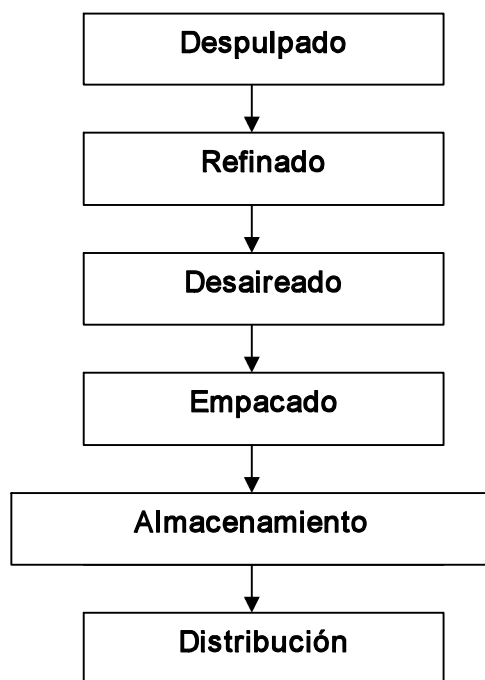 Despulpado
Refinado
Desaireado
Empacado
Almacenamiento
Distribución